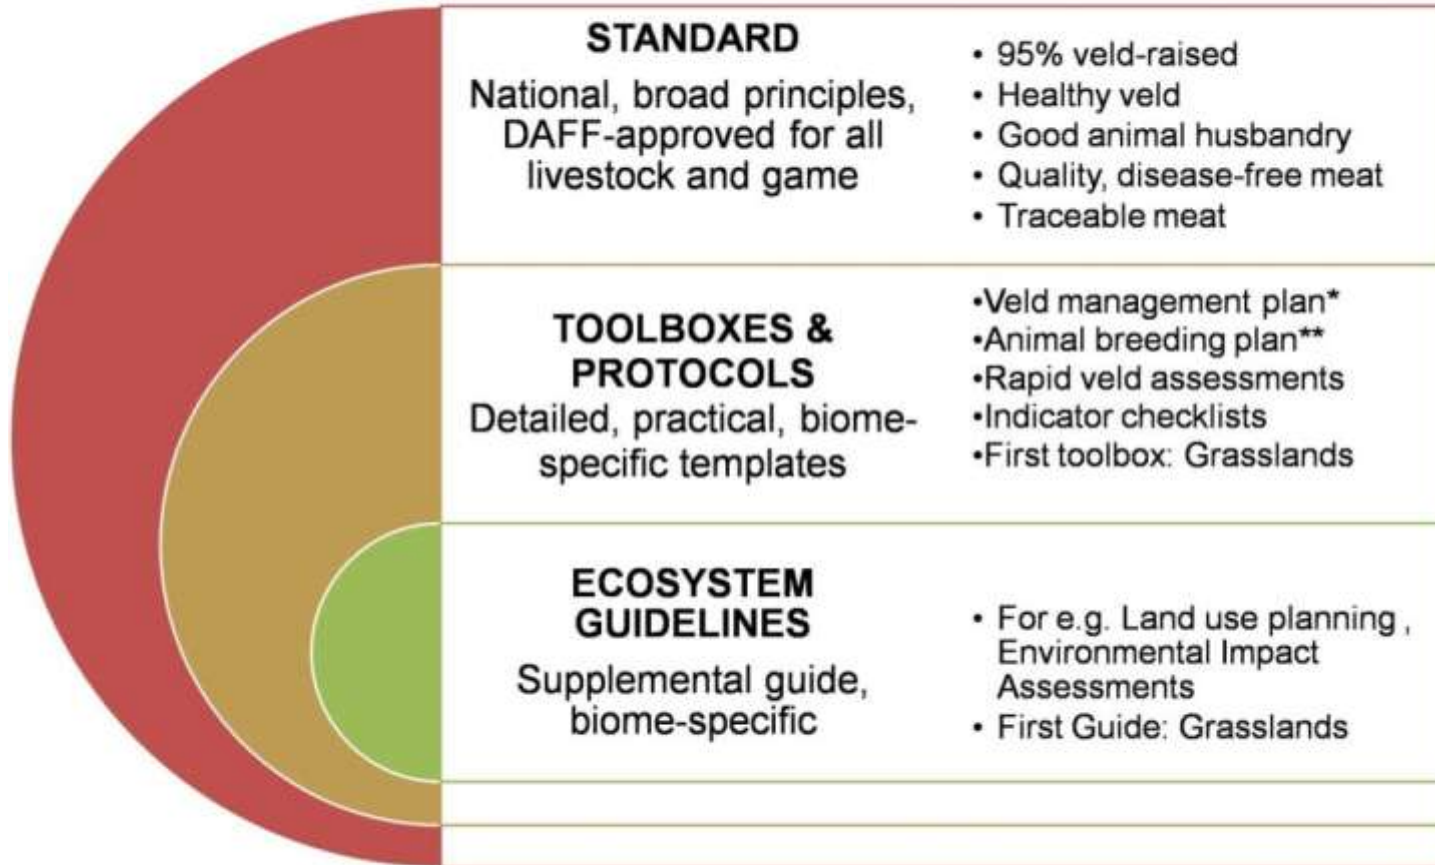 STANDARD
National, broad principles,
DAFF-approved for all
livestock and game
• 95% veld-raised
• Healthy veld
• Good animal husbandry
• Quality, disease-free meat
• Traceable meat
TOOLBOXES &
PROTOCOLS
Detailed, practical, biome-
specific templates
•Veld management plan*
•Animal breeding plan**
•Rapid veld assessments
•Indicator checklists
•First toolbox: Grasslands
ECOSYSTEM
GUIDELINES
Supplemental guide,
biome-specific
• For e.g. Land use planning ,
Environmental Impact
Assessments
• First Guide: Grasslands